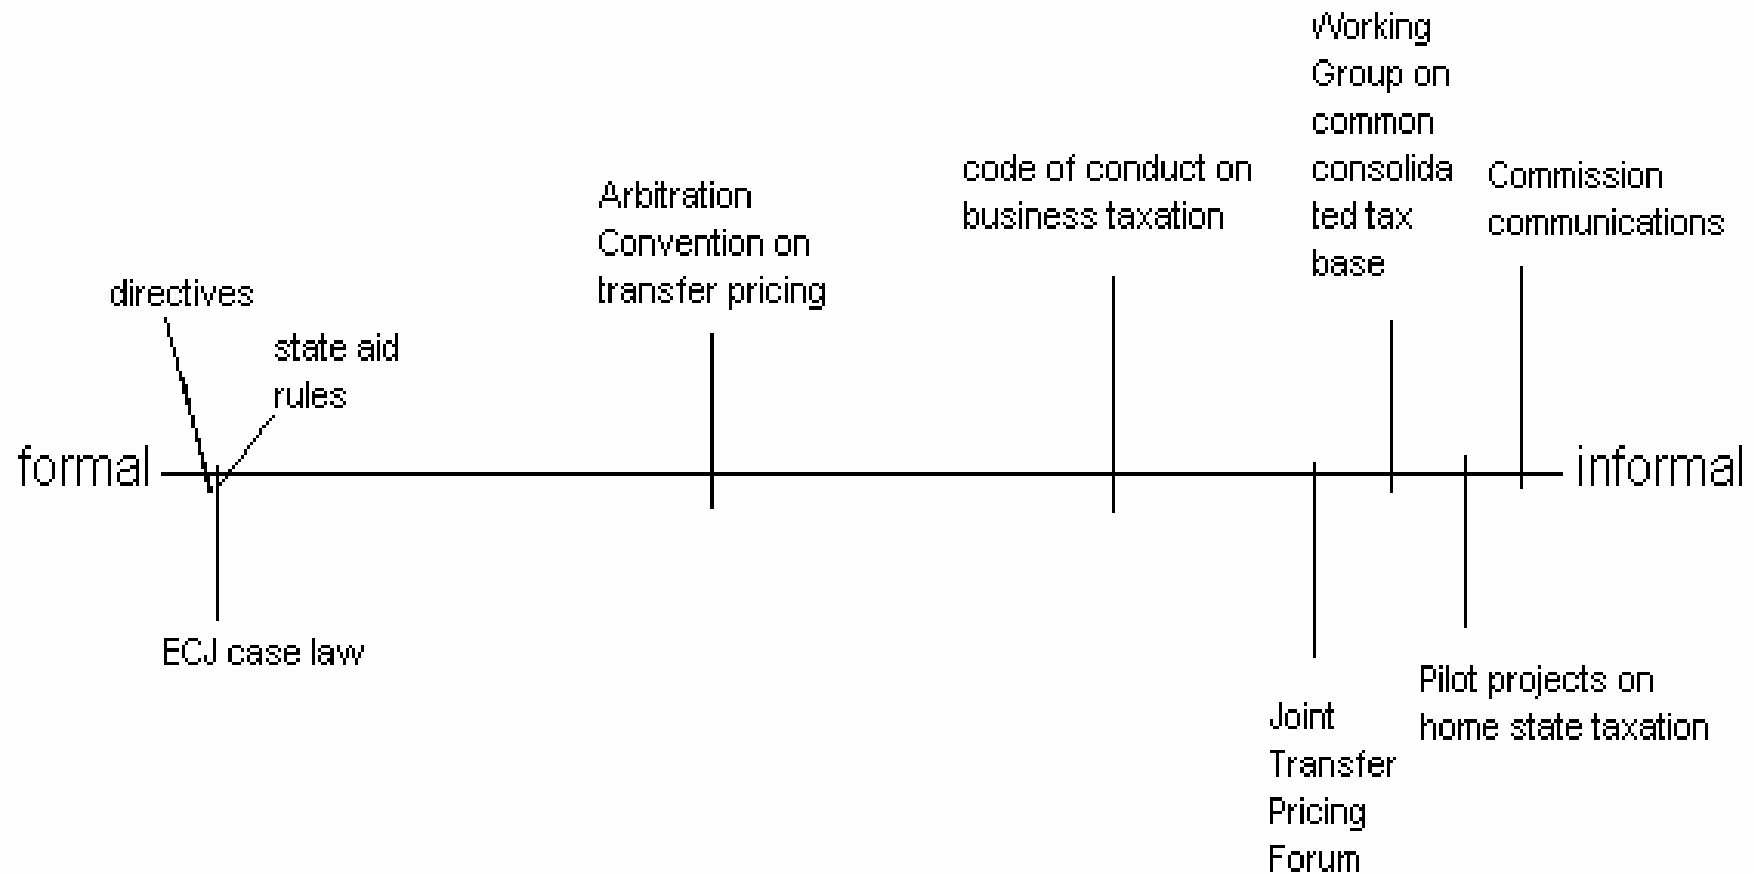 Working
Group on
common
consolida
ted tax
base
code of conduct on
business taxation
Commission
communications
Arbitration
Convention on
transfer pricing
directives
state aid
rules
formal
informal
ECJ case law
Pilot projects on
home state taxation
Joint
Transfer
Pricing
Forum